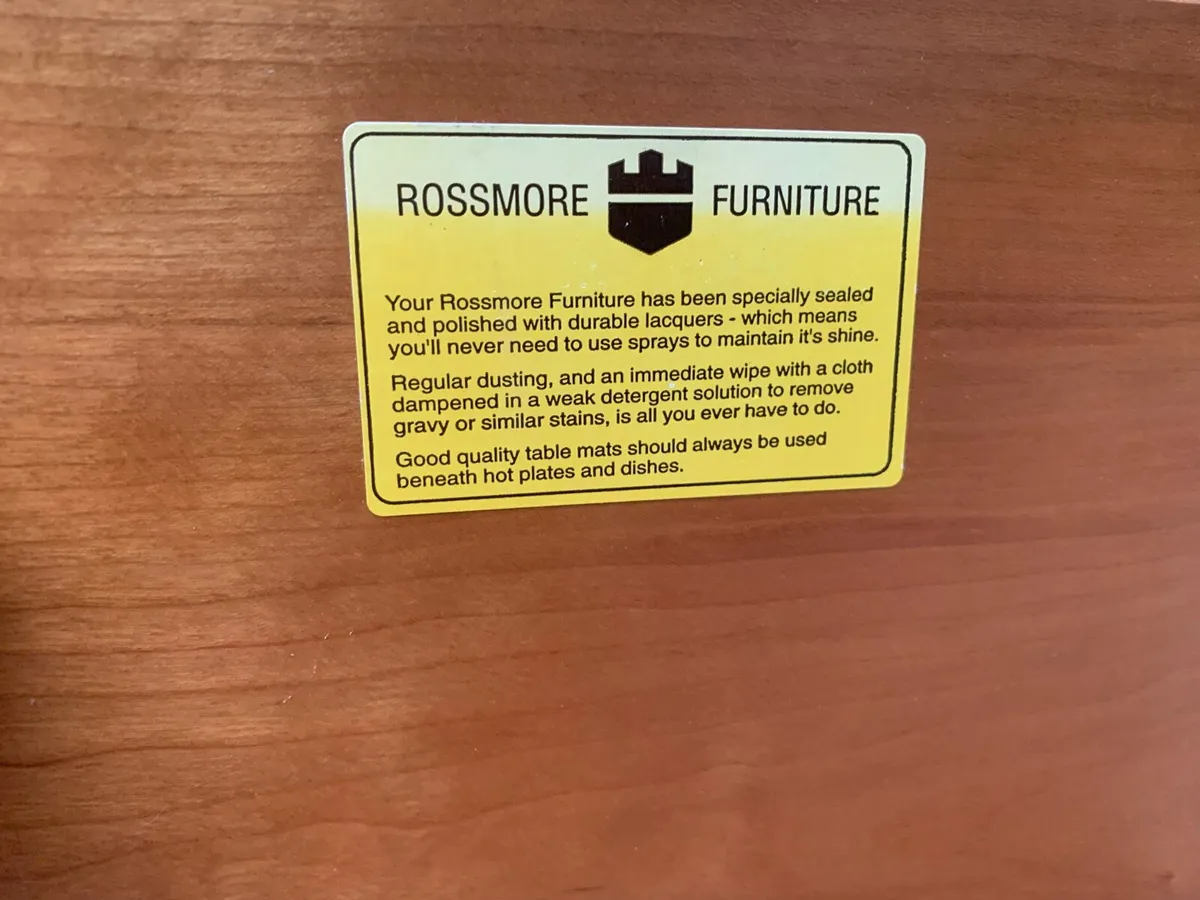 ROSSMORE FURNITURE
Your Rossmore Furniture has been specially sealed
and polished with durable lacquers - which means
you'll never need to use sprays to maintain it's shine.
Regular dusting, and an immediate wipe with a cloth
dampened in a weak detergent solution to remove
gravy or similar stains, is all you ever have to do.
Good quality table mats should always be used
beneath hot plates and dishes.